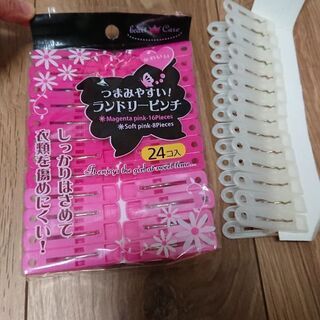 つまみやすい!
ランドリーピンチ
Magenta pink-16Pieces
Soft pink-8Pieces
24コ入
しっかりはさめて
衣類を傷めにくい!